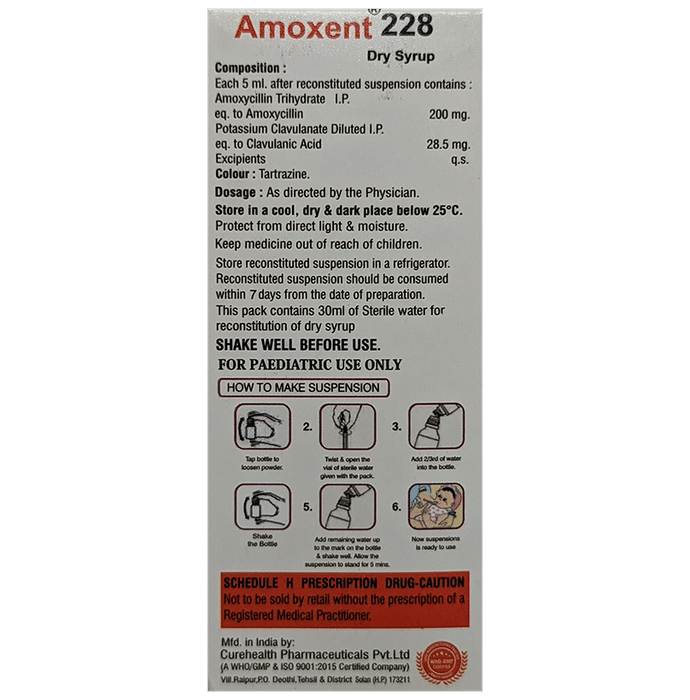 Amoxent® 228
Dry Syrup
Composition :
Each 5 ml. after reconstituted suspension contains :
Amoxycillin Trihydrate I.P.
eq. to Amoxycillin 200 mg.
Potassium Clavulanate Diluted I.P.
eq. to Clavulanic Acid 28.5 mg.
Excipients q.s.
Colour : Tartrazine.
Dosage : As directed by the Physician.
Store in a cool, dry & dark place below 25°C.
Protect from direct light & moisture.
Keep medicine out of reach of children.
Store reconstituted suspension in a refrigerator.
Reconstituted suspension should be consumed
within 7 days from the date of preparation.
This pack contains 30ml of Sterile water for
reconstitution of dry syrup
SHAKE WELL BEFORE USE.
FOR PAEDIATRIC USE ONLY
HOW TO MAKE SUSPENSION
Tap bottle to
loosen powder.
2.
Twist & open the
vial of sterile water
given with the pack.
3.
Add 2/3rd of water
into the bottle.
Shake
the Bottle
5.
Add remaining water up
to the mark on the bottle
& shake well. Allow the
suspension to stand for 5 mins.
6.
Now suspensions
is ready to use
SCHEDULE H PRESCRIPTION DRUG-CAUTION
Not to be sold by retail without the prescription of a
Registered Medical Practitioner.
Mfd. in India by:
Curehealth Pharmaceuticals Pvt.Ltd
(A WHO/GMP & ISO 9001:2015 Certified Company)
Vill.Raipur,P.O. Deothi,Tehsil & District Solan (H.P.) 173211
WHO-GMP
CERTIFIED